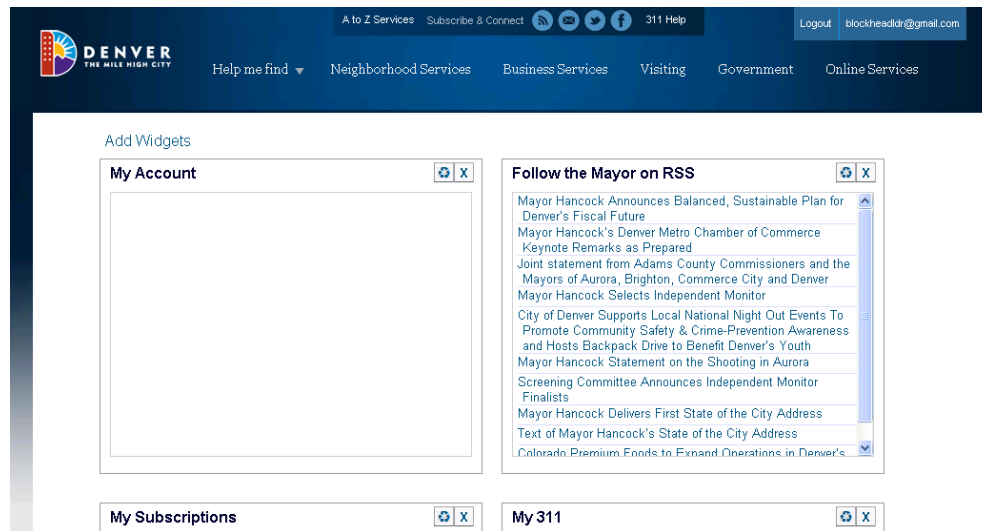 A to Z Services Subscribe & Connect 311 Help Logout blockheadldr@gmail.com
DENVER
THE MILE HIGH CITY
Help me find Neighborhood Services Business Services Visiting Government Online Services
Add Widgets
My Account X
Follow the Mayor on RSS X
Mayor Hancock Announces Balanced, Sustainable Plan for
Denver's Fiscal Future
Mayor Hancock's Denver Metro Chamber of Commerce
Keynote Remarks as Prepared
Joint statement from Adams County Commissioners and the
Mayors of Aurora, Brighton, Commerce City and Denver
Mayor Hancock Selects Independent Monitor
City of Denver Supports Local National Night Out Events To
Promote Community Safety & Crime-Prevention Awareness
and Hosts Backpack Drive to Benefit Denver's Youth
Mayor Hancock Statement on the Shooting in Aurora
Screening Committee Announces Independent Monitor
Finalists
Mayor Hancock Delivers First State of the City Address
Text of Mayor Hancock's State of the City Address
Colorado Premium Foods to Expand Operations in Denver's
My Subscriptions X
My 311 X